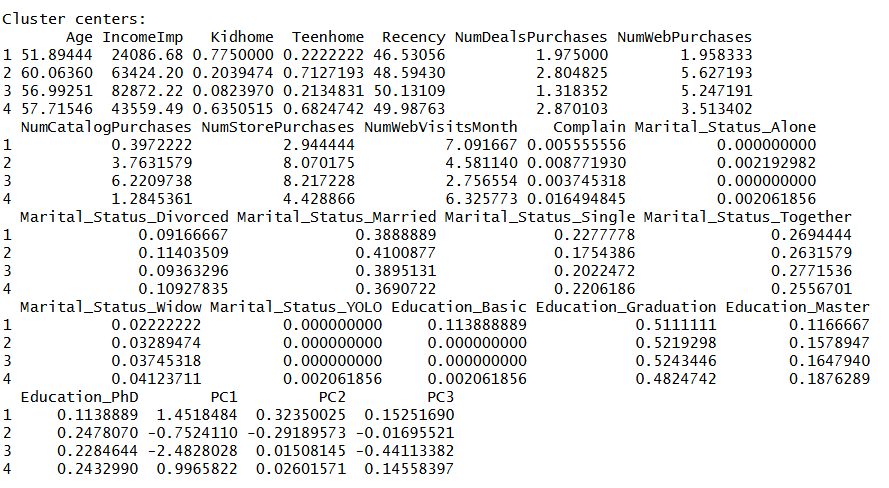 Cluster centers:
Age IncomeImp Kidhome Teenhome Recency NumDealsPurchases NumWebPurchases
1 51.89444 24086.68 0.7750000 0.2222222 46.53056 1.975000 1.958333
2 60.06360 63424.20 0.2039474 0.7127193 48.59430 2.804825 5.627193
3 56.99251 82872.22 0.0823970 0.2134831 50.13109 1.318352 5.247191
4 57.71546 43559.49 0.6350515 0.6824742 49.98763 2.870103 3.513402
NumCatalogPurchases NumStorePurchases NumWebVisitsMonth Complain Marital_Status_Alone
1 0.3972222 2.944444 7.091667 0.005555556 0.000000000
2 3.7631579 8.070175 4.581140 0.008771930 0.002192982
3 6.2209738 8.217228 2.756554 0.003745318 0.000000000
4 1.2845361 4.428866 6.325773 0.016494845 0.002061856
Marital_Status_Divorced Marital_Status_Married Marital_Status_Single Marital_Status_Together
1 0.09166667 0.3888889 0.2277778 0.2694444
2 0.11403509 0.4100877 0.1754386 0.2631579
3 0.09363296 0.3895131 0.2022472 0.2771536
4 0.10927835 0.3690722 0.2206186 0.2556701
Marital_Status_Widow Marital_Status_YOLO Education_Basic Education_Graduation Education_Master
1 0.02222222 0.000000000 0.113888889 0.5111111 0.1166667
2 0.03289474 0.000000000 0.000000000 0.5219298 0.1578947
3 0.03745318 0.000000000 0.000000000 0.5243446 0.1647940
4 0.04123711 0.002061856 0.002061856 0.4824742 0.1876289
Education_PhD PC1 PC2 PC3
1 0.1138889 1.4518484 0.32350025 0.15251690
2 0.2478070 -0.7524110 -0.29189573 -0.01695521
3 0.2284644 -2.4828028 0.01508145 -0.44113382
4 0.2432990 0.9965822 0.02601571 0.14558397